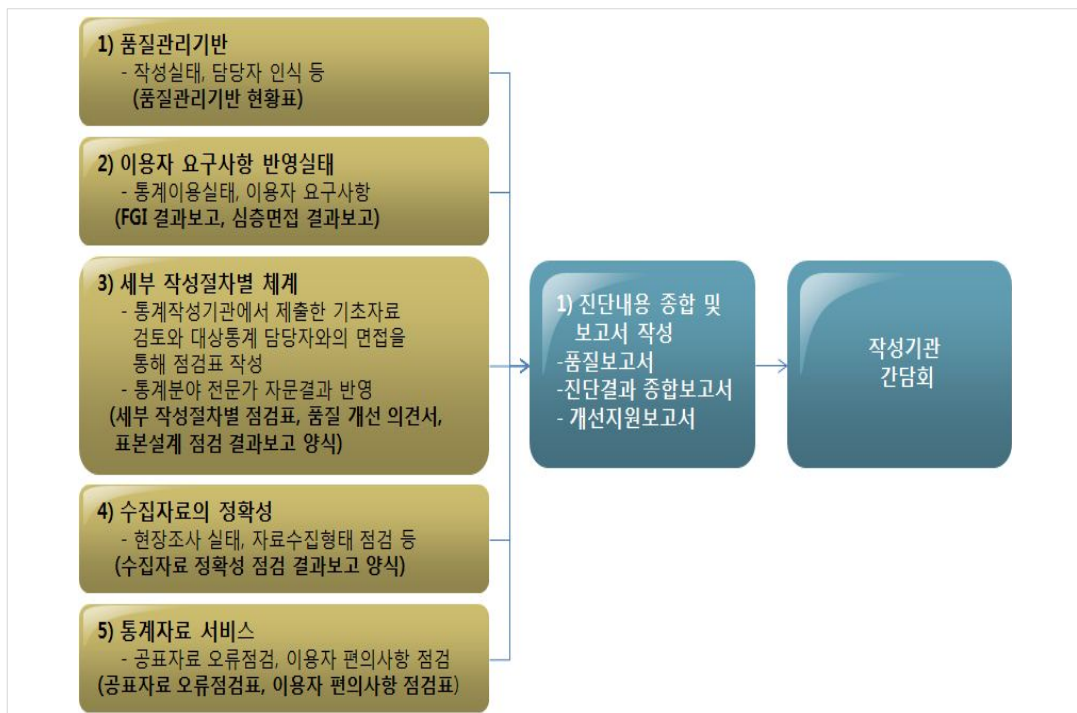 1) 품질관리기반
- 작성실태, 담당자 인식 등
(품질관리기반 현황표)
2) 이용자 요구사항 반영실태
- 통계이용실태, 이용자 요구사항
(FGI 결과보고, 심층면접 결과보고)
3) 세부 작성절차별 체계
- 통계작성기관에서 제출한 기초자료
검토와 대상통계 담당자와의 면접을
통해 점검표 작성
- 통계분야 전문가 자문결과 반영
(세부 작성절차별 점검표, 품질 개선 의견서,
표본설계 점검 결과보고 양식)
4) 수집자료의 정확성
- 현장조사 실태, 자료수집형태 점검 등
(수집자료 정확성 점검 결과보고 양식)
5) 통계자료 서비스
- 공표자료 오류점검, 이용자 편의사항 점검
(공표자료 오류점검표, 이용자 편의사항 점검표)
1) 진단내용 종합 및
보고서 작성
-품질보고서
-진단결과 종합보고서
- 개선지원보고서
작성기관
간담회